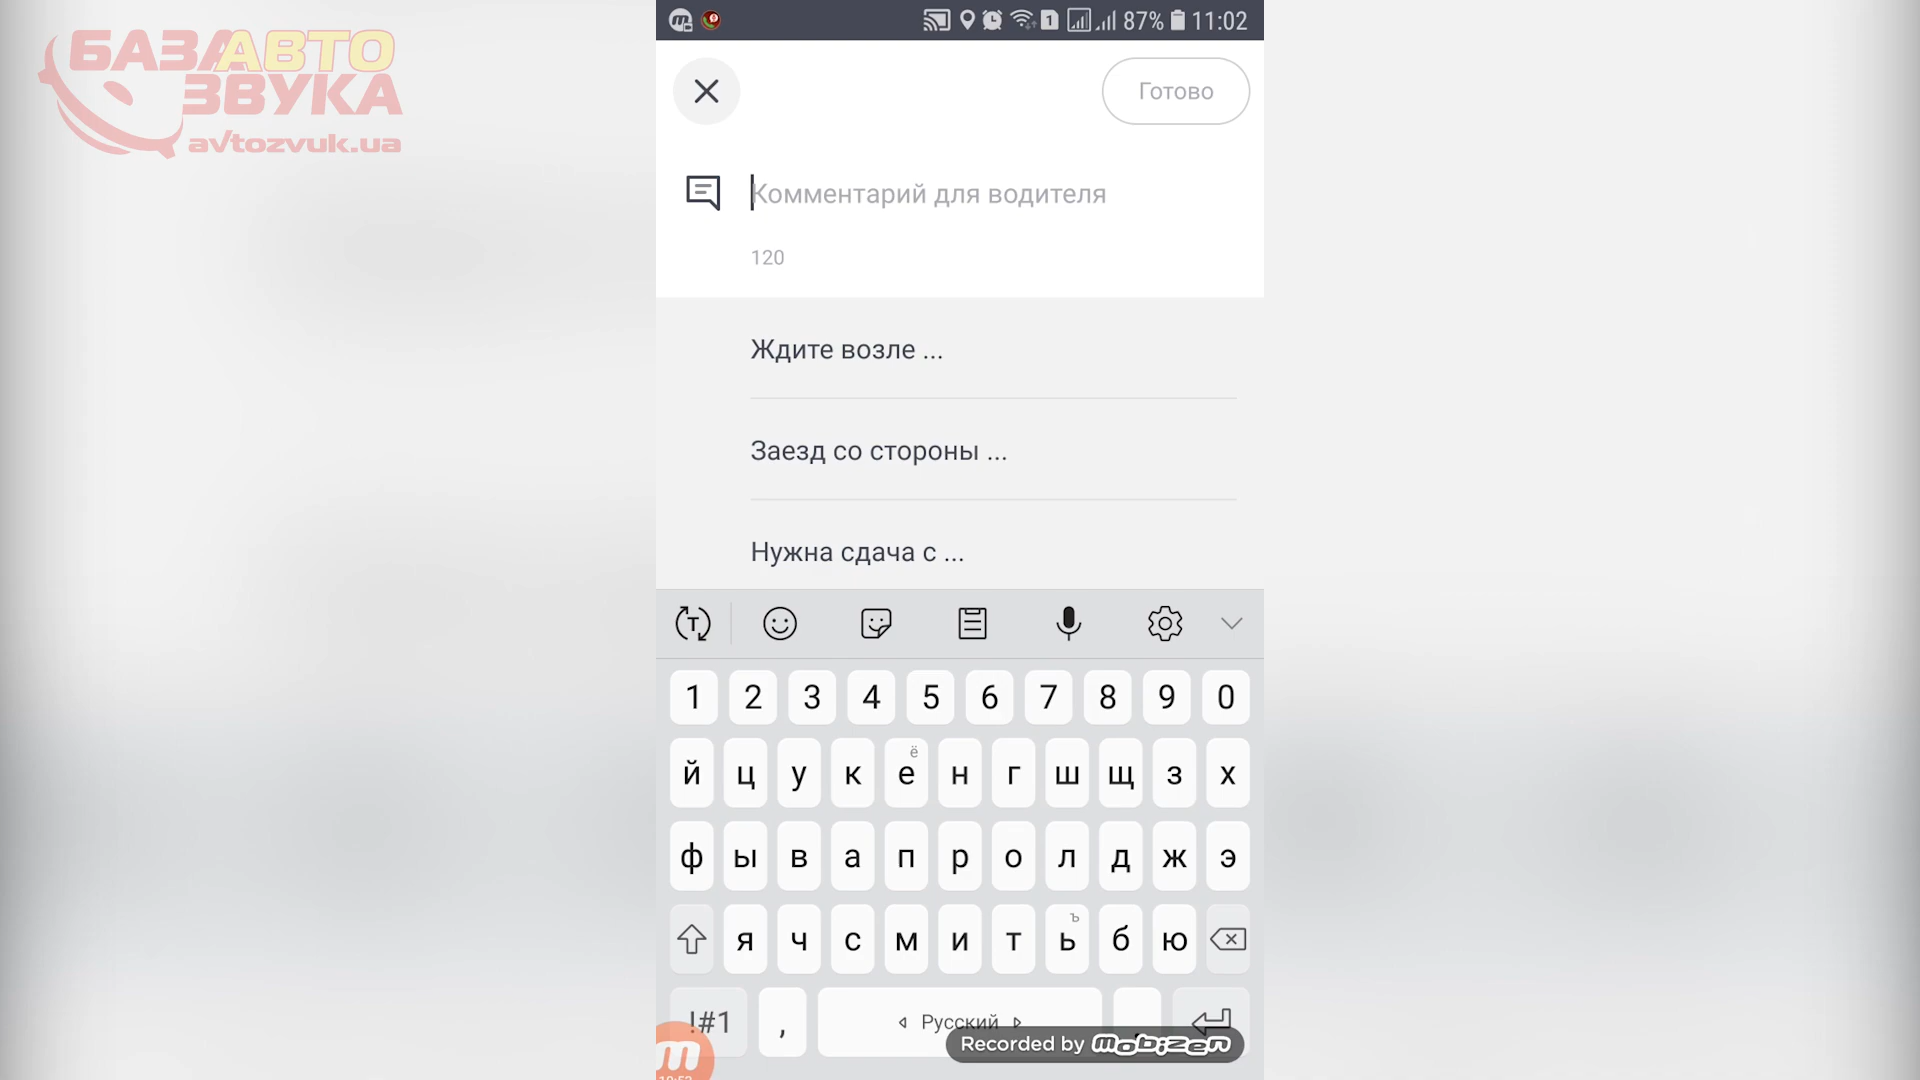 БАЗА АВТО
ЗВУКА
avtozvuk.ua
1 87% 11:02
Готово
Комментарий для водителя
120
Ждите возле ...
Заезд со стороны ...
Нужна сдача с ...
1 2 3 4 5 6 7 8 9 0
ё
й ц у к е н г ш щ з х
ф ы в а п р о л д ж э
ъ
я ч с м и т ь б ю
!#1 , Русский
Recorded by mobizen